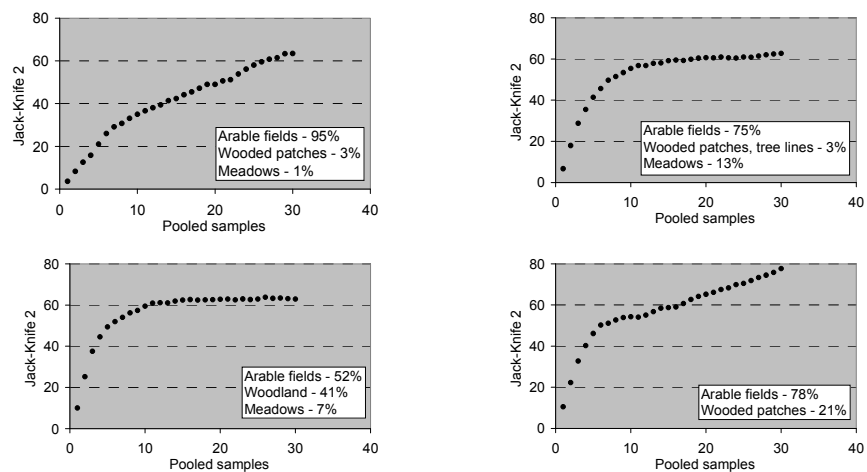 80
60
40
20
0
Jack-Knife 2
Arable fields - 95%
Wooded patches - 3%
Meadows - 1%
0 10 20 30 40
Pooled samples
80
60
40
20
0
Jack-Knife 2
Arable fields - 75%
Wooded patches, tree lines - 3%
Meadows - 13%
0 10 20 30 40
Pooled samples
80
60
40
20
0
Jack-Knife 2
Arable fields - 52%
Woodland - 41%
Meadows - 7%
0 10 20 30 40
Pooled samples
80
60
40
20
0
Jack-Knife 2
Arable fields - 78%
Wooded patches - 21%
0 10 20 30 40
Pooled samples